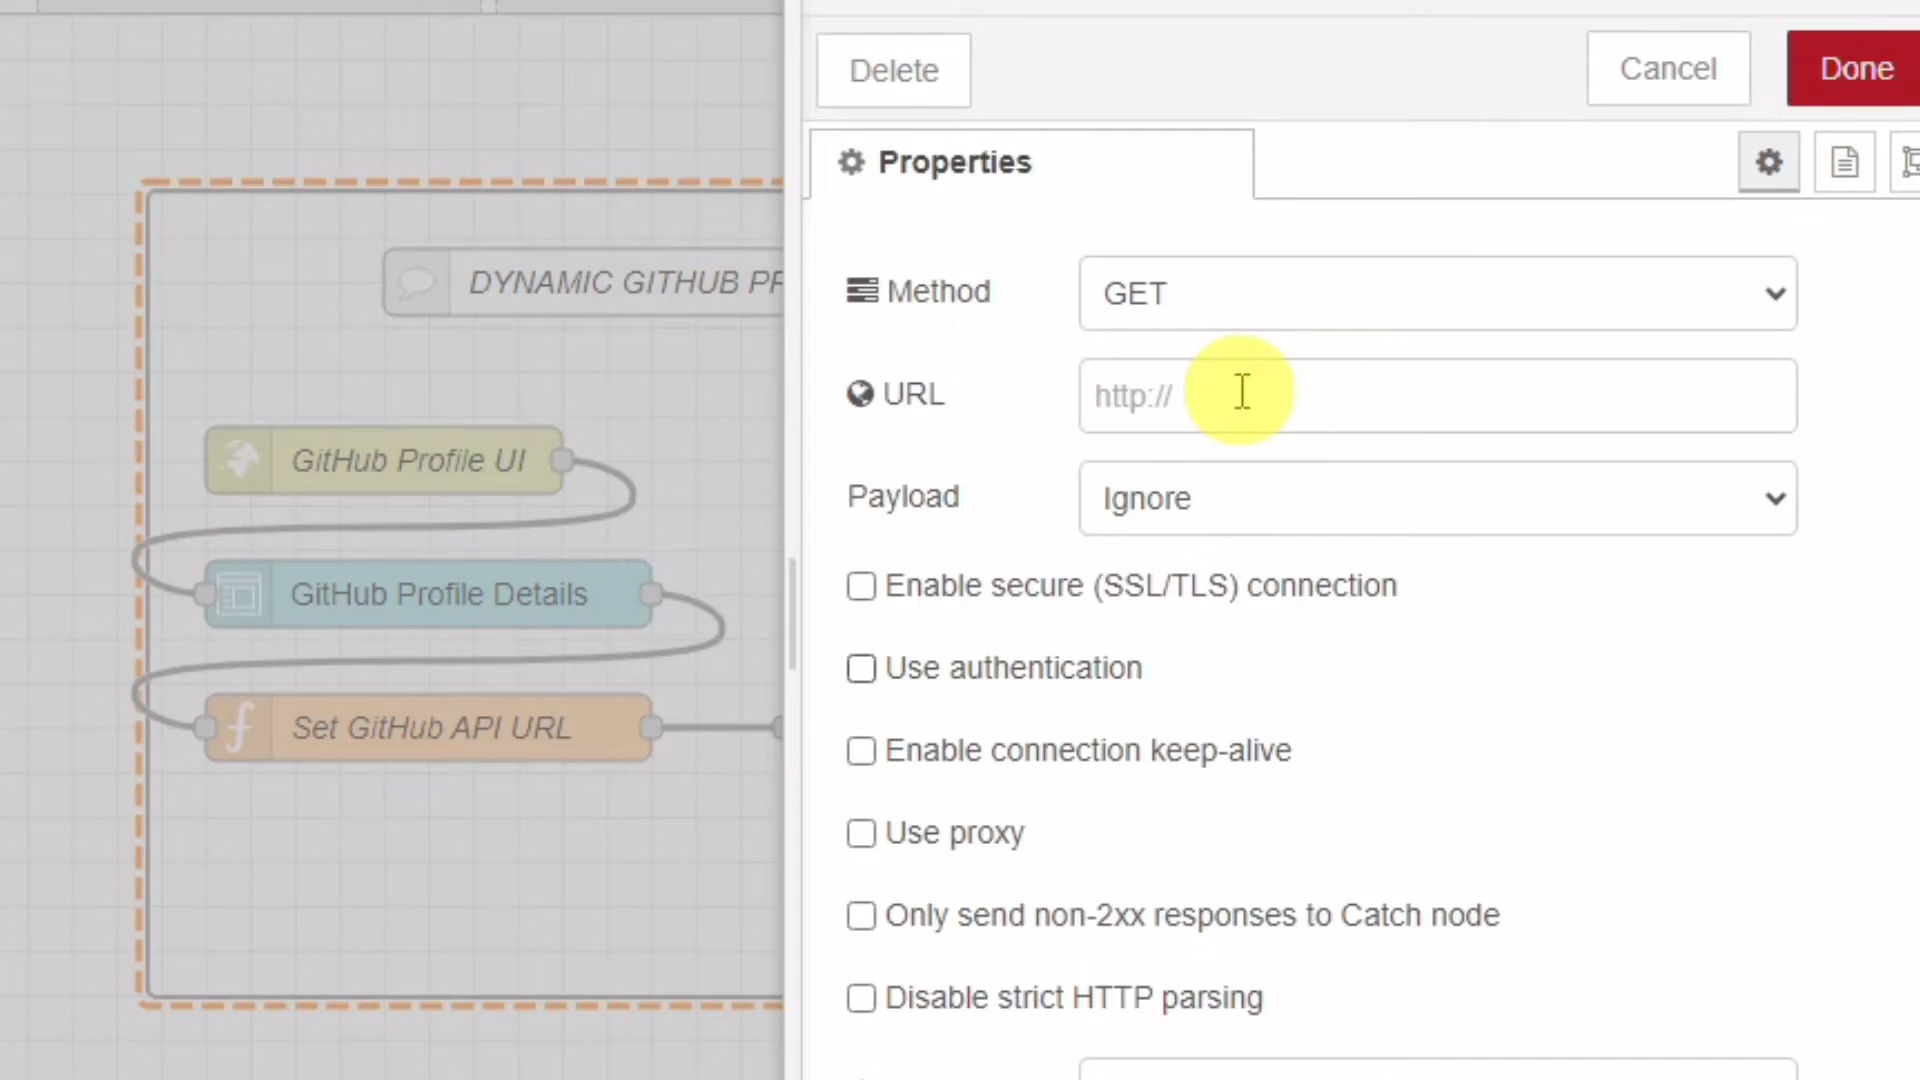 Delete
Cancel
Done
Properties
DYNAMIC GITHUB PR
Method
GET
URL
http://
GitHub Profile UI
Payload
Ignore
GitHub Profile Details
Enable secure (SSL/TLS) connection
Use authentication
Set GitHub API URL
Enable connection keep-alive
Use proxy
Only send non-2xx responses to Catch node
Disable strict HTTP parsing